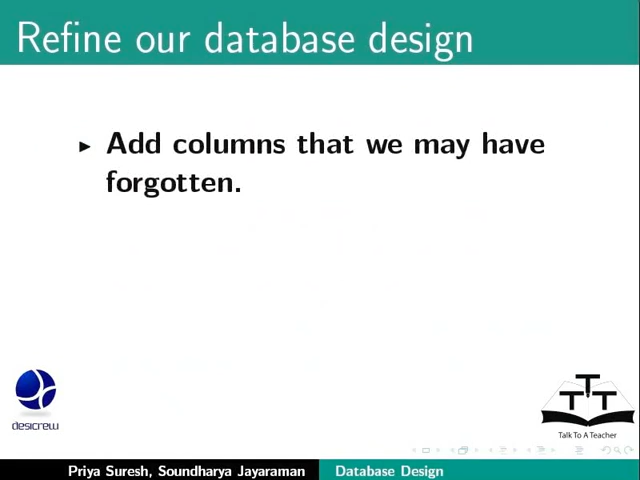 Refine our database design
▶ Add columns that we may have
forgotten.
desicrew
T T T
Talk To A Teacher
Priya Suresh, Soundharya Jayaraman Database Design